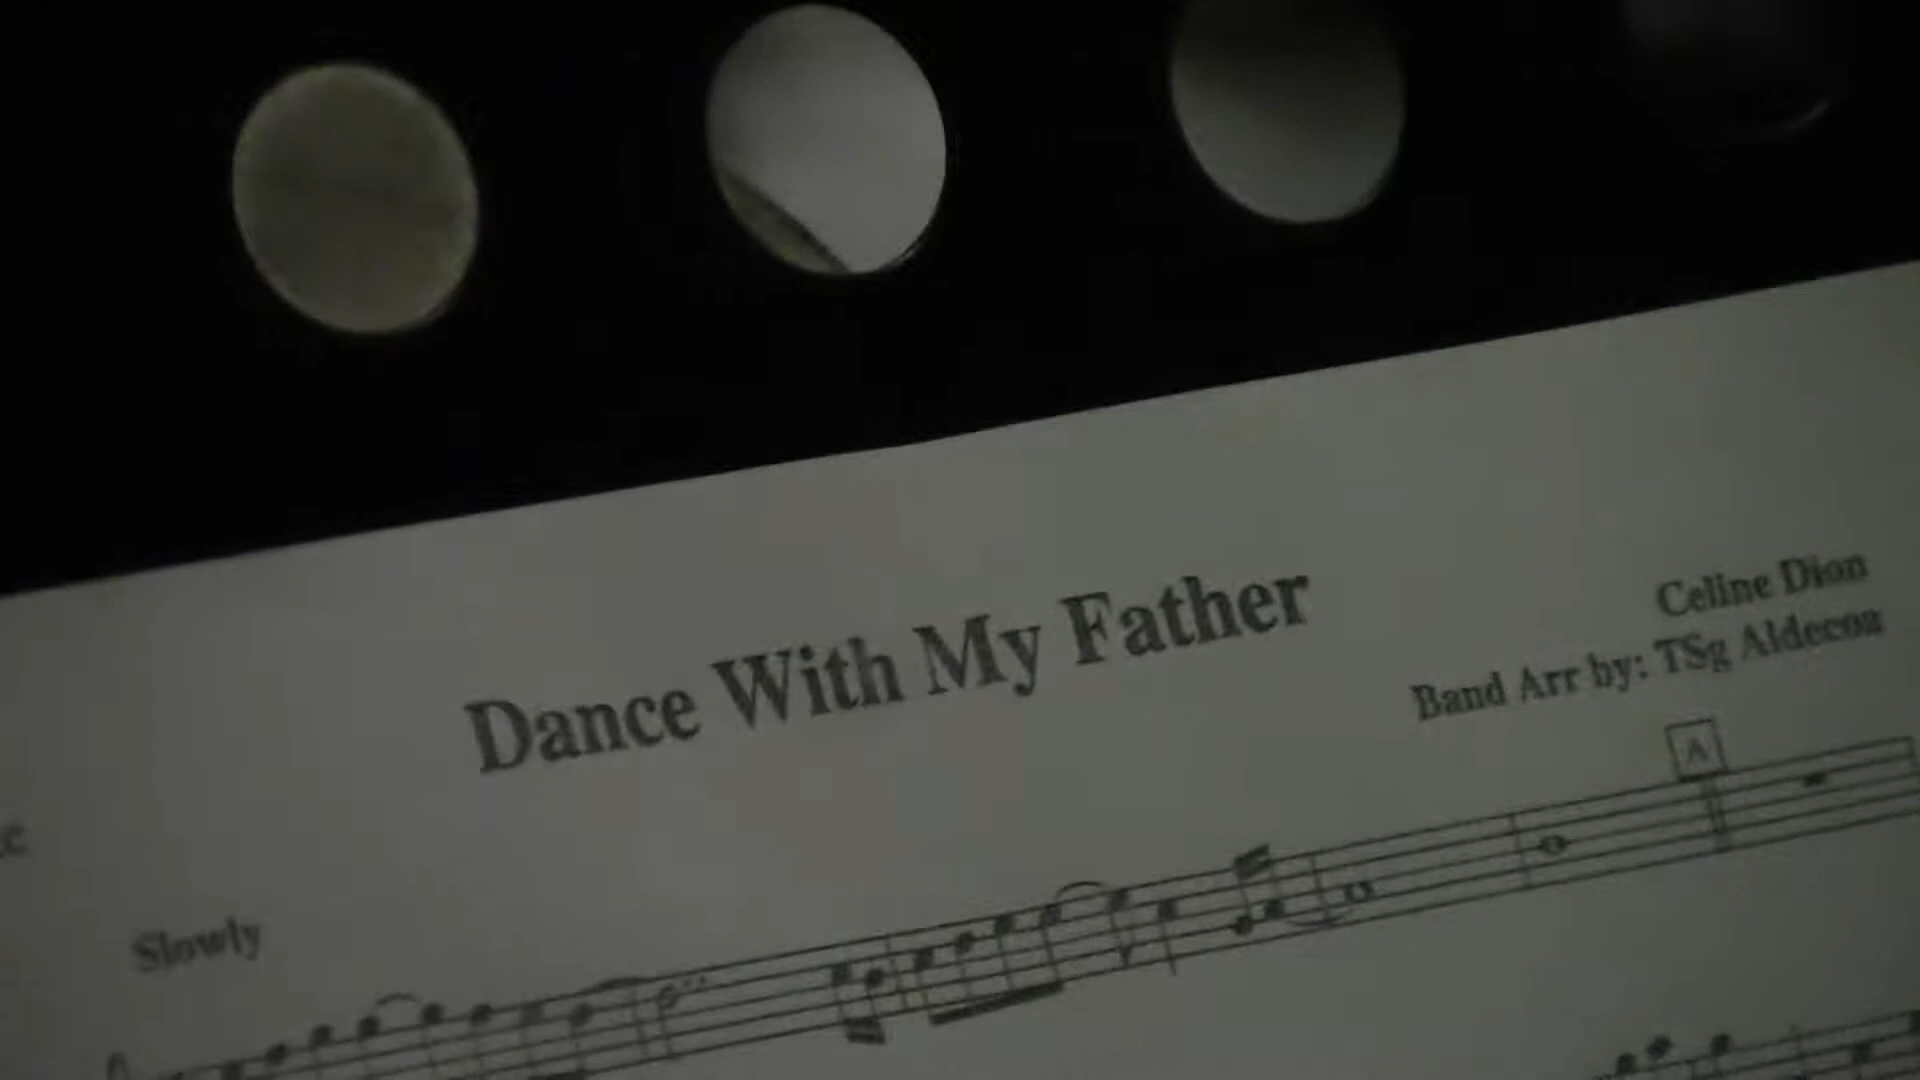 Dance With My Father
Celine Dion
Band Arr by: TSg Aldecoa
A
Slowly